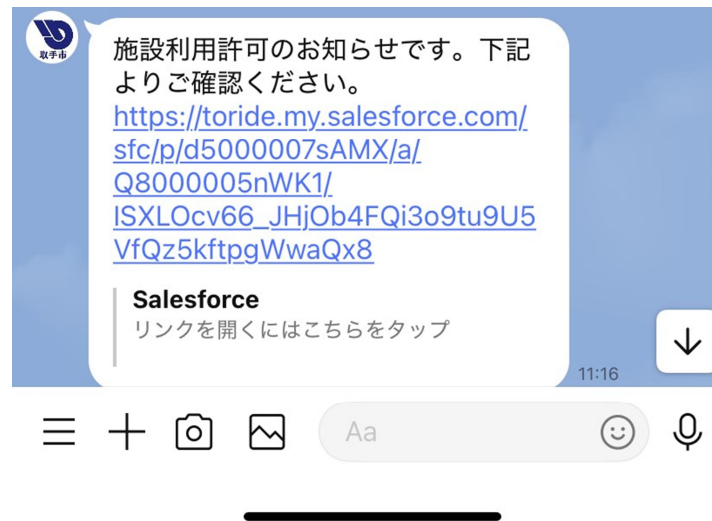 取手市
施設利用許可のお知らせです。下記
よりご確認ください。
https://toride.my.salesforce.com/
sfc/p/d5000007sAMX/a/
Q8000005nWK1/
ISXLOcv66_JHjOb4FQi3o9tu9U5
VfQz5kftpgWwaQx8
Salesforce
リンクを開くにはこちらをタップ
11:16
Aa